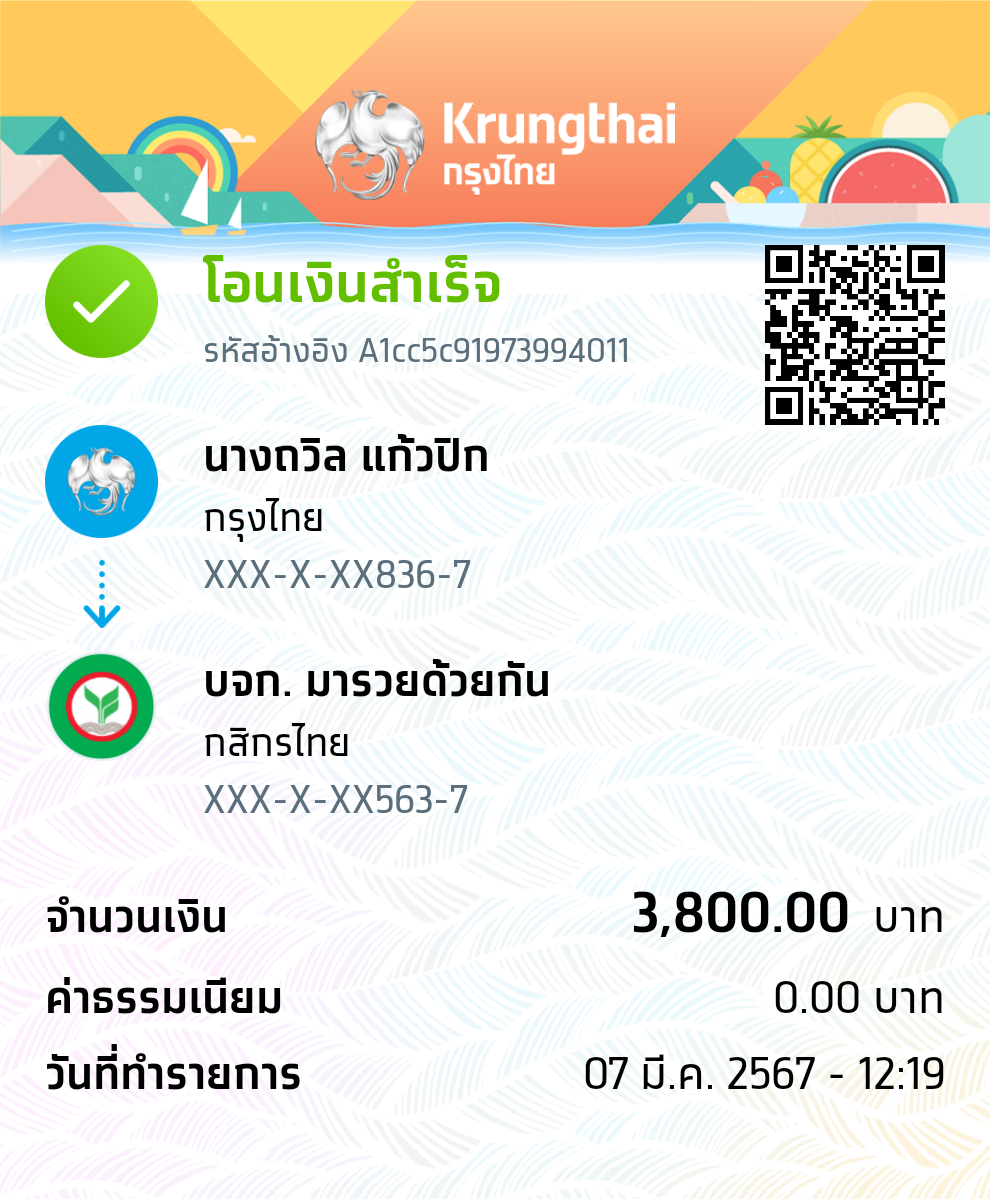 Krungthai
กรุงไทย
โอนเงินสำเร็จ
รหัสอ้างอิง A1cc5c91973994011
นางถวิล แก้วปิก
กรุงไทย
XXX-X-XX836-7
บจก. มารวยด้วยกัน
กสิกรไทย
XXX-X-XX563-7
จำนวนเงิน 3,800.00 บาท
ค่าธรรมเนียม 0.00 บาท
วันที่ทำรายการ 07 มี.ค. 2567 - 12:19